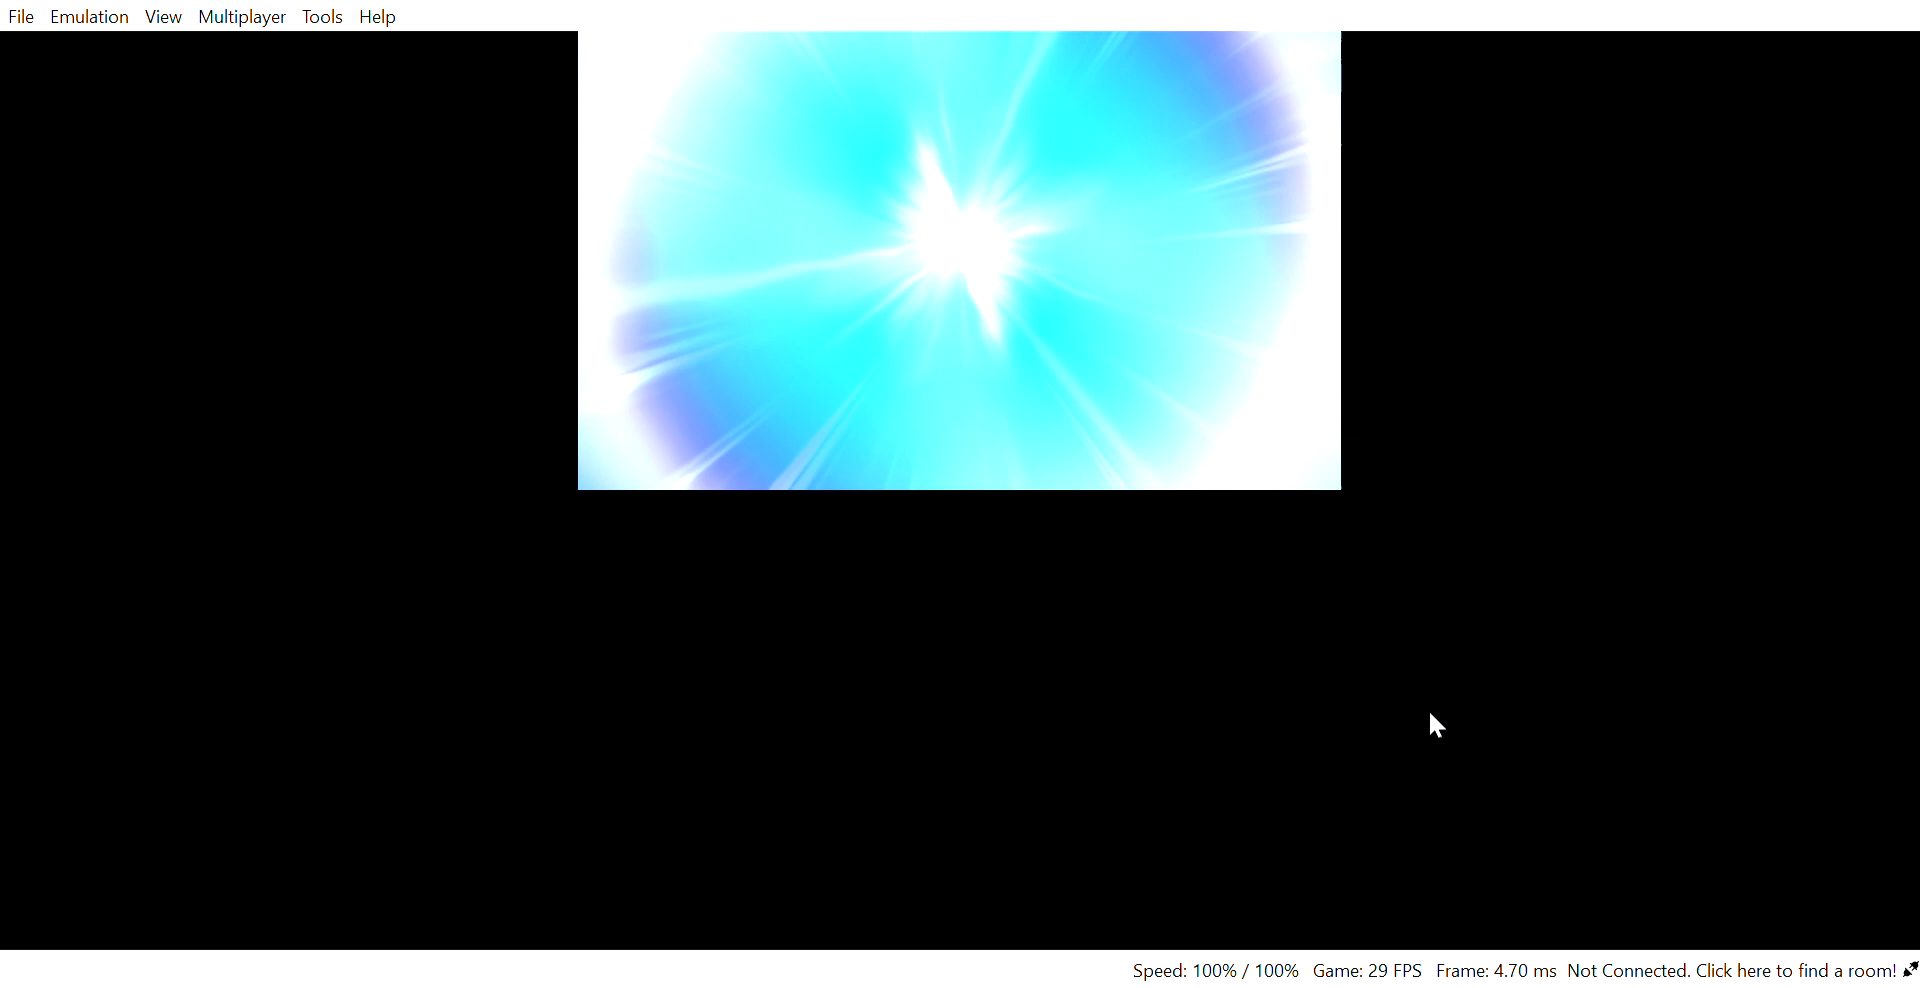 File Emulation View Multiplayer Tools Help
Speed: 100% / 100% Game: 29 FPS Frame: 4.70 ms Not Connected. Click here to find a room!